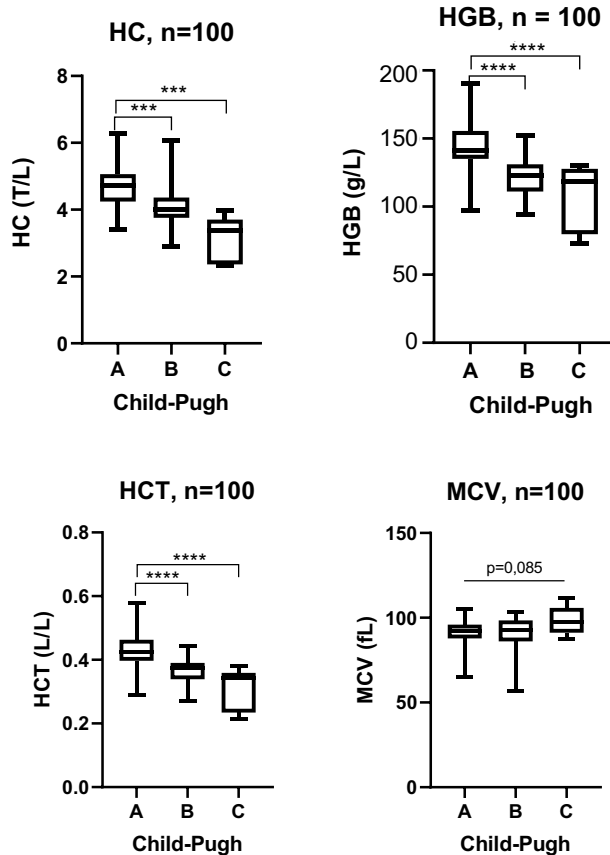 HC, n=100
***
***
8
6
4
2
0
HC (T/L)
A B C
Child-Pugh
HGB, n = 100
****
****
200
150
100
50
0
HGB (g/L)
A B C
Child-Pugh
HCT, n=100
****
****
0.8
0.6
0.4
0.2
0.0
HCT (L/L)
A B C
Child-Pugh
MCV, n=100
p=0,085
150
100
50
0
MCV (fL)
A B C
Child-Pugh